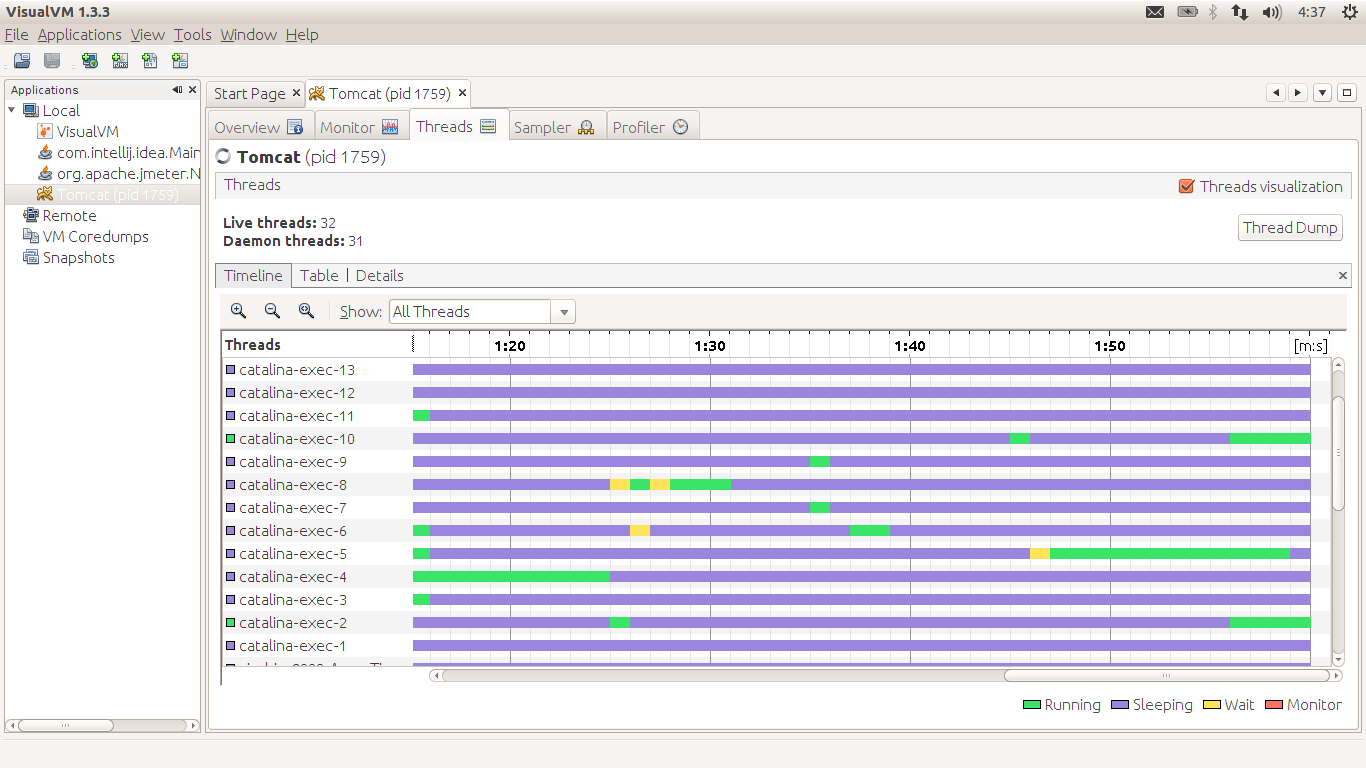 VisualVM 1.3.3
4:37
File Applications View Tools Window Help
Applications
Local
VisualVM
com.intellij.idea.Main
org.apache.jmeter.N
Tomcat (pid 1759)
Remote
VM Coredumps
Snapshots
Start Page Tomcat (pid 1759)
Overview Monitor Threads Sampler Profiler
Tomcat (pid 1759)
Threads Threads visualization
Live threads: 32
Daemon threads: 31
Thread Dump
Timeline Table Details
Show: All Threads
Threads 1:20 1:30 1:40 1:50 [m:s]
catalina-exec-13
catalina-exec-12
catalina-exec-11
catalina-exec-10
catalina-exec-9
catalina-exec-8
catalina-exec-7
catalina-exec-6
catalina-exec-5
catalina-exec-4
catalina-exec-3
catalina-exec-2
catalina-exec-1
Running Sleeping Wait Monitor